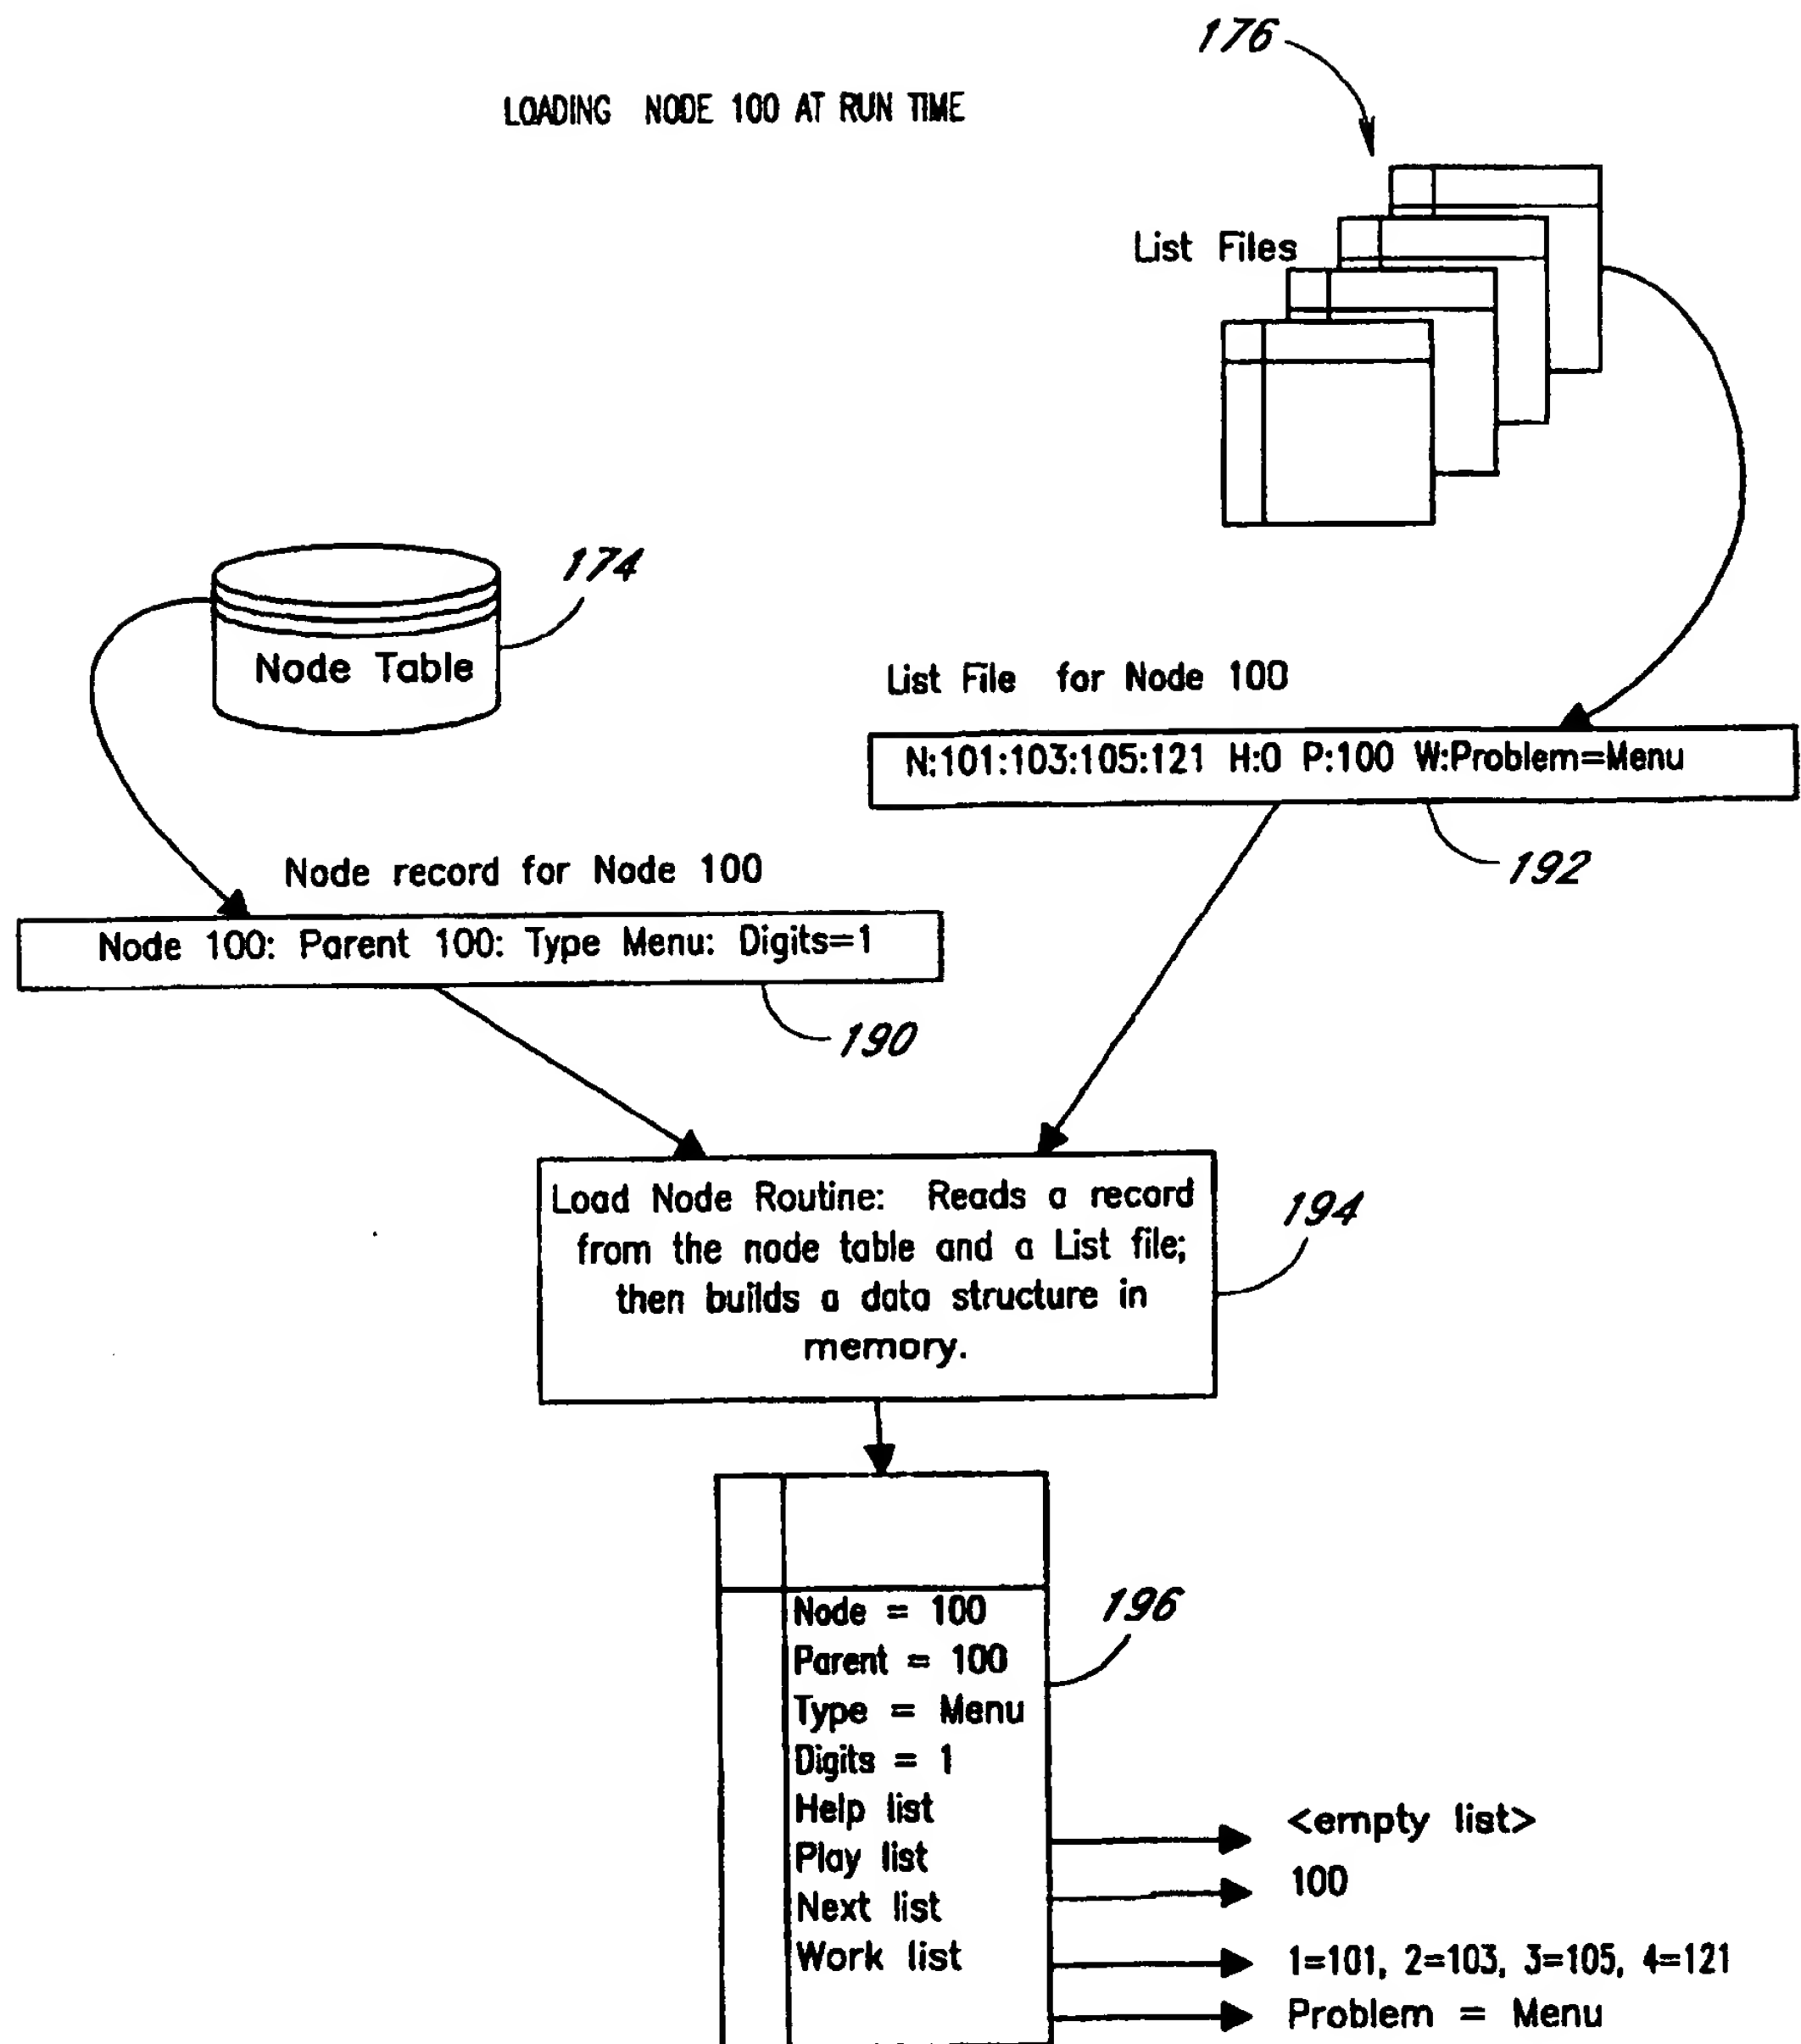 176
LOADING NODE 100 AT RUN TIME
List Files
174
Node Table
List File for Node 100
N:101:103:105:121 H:0 P:100 W:Problem=Menu
192
Node record for Node 100
Node 100: Parent 100: Type Menu: Digits=1
190
Load Node Routine: Reads a record
from the node table and a List file;
then builds a data structure in
memory.
194
Node = 100
196
Parent = 100
Type = Menu
Digits = 1
Help list
<empty list>
Play list
100
Next list
Work list
1=101, 2=103, 3=105, 4=121
Problem = Menu